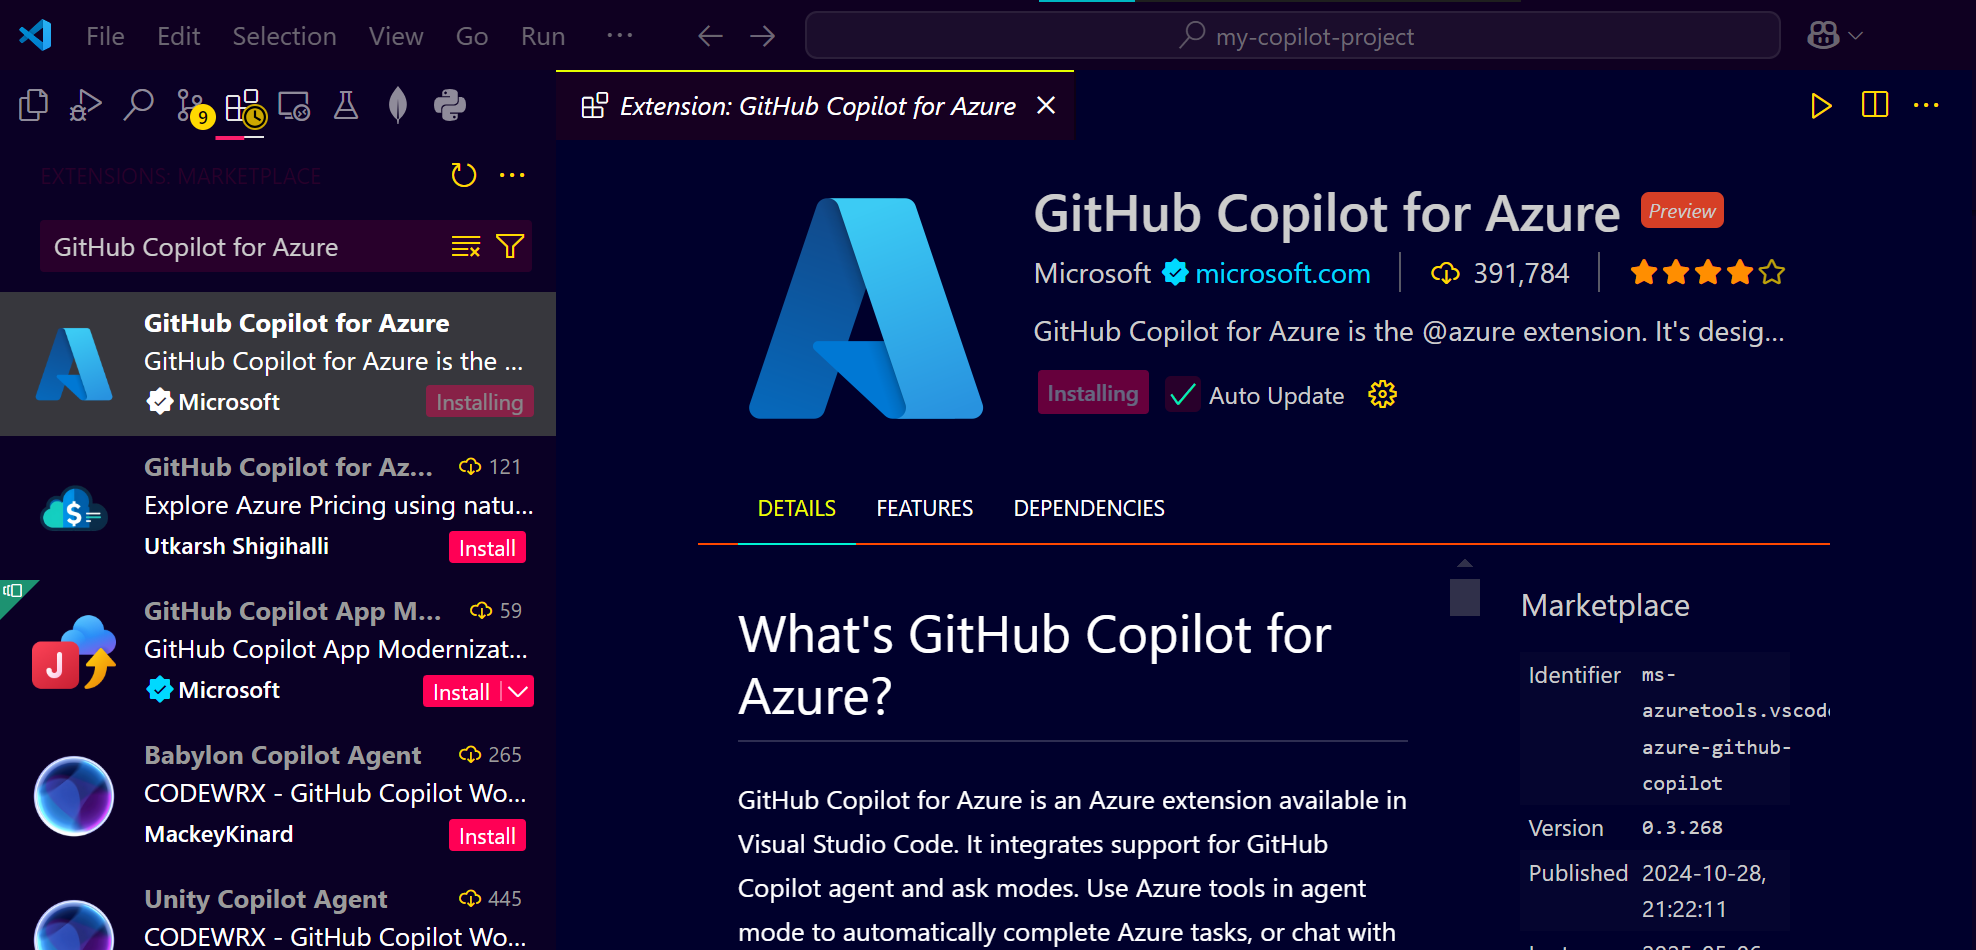 File Edit Selection View Go Run ···
my-copilot-project
9
Extension: GitHub Copilot for Azure
EXTENSIONS: MARKETPLACE
GitHub Copilot for Azure
GitHub Copilot for Azure
GitHub Copilot for Azure is the ...
Microsoft Installing
GitHub Copilot for Az... 121
Explore Azure Pricing using natu...
Utkarsh Shigihalli Install
GitHub Copilot App M... 59
GitHub Copilot App Modernizat...
Microsoft Install
J
Babylon Copilot Agent 265
CODEWRX - GitHub Copilot Wo...
MackeyKinard Install
Unity Copilot Agent 445
CODEWRX - GitHub Copilot Wo...
GitHub Copilot for Azure Preview
Microsoft microsoft.com 391,784
GitHub Copilot for Azure is the @azure extension. It's desig...
Installing Auto Update
DETAILS FEATURES DEPENDENCIES
What's GitHub Copilot for
Azure?
GitHub Copilot for Azure is an Azure extension available in
Visual Studio Code. It integrates support for GitHub
Copilot agent and ask modes. Use Azure tools in agent
mode to automatically complete Azure tasks, or chat with
Marketplace
Identifier ms-
azuretools.vscode
azure-github-
copilot
Version 0.3.268
Published 2024-10-28,
21:22:11